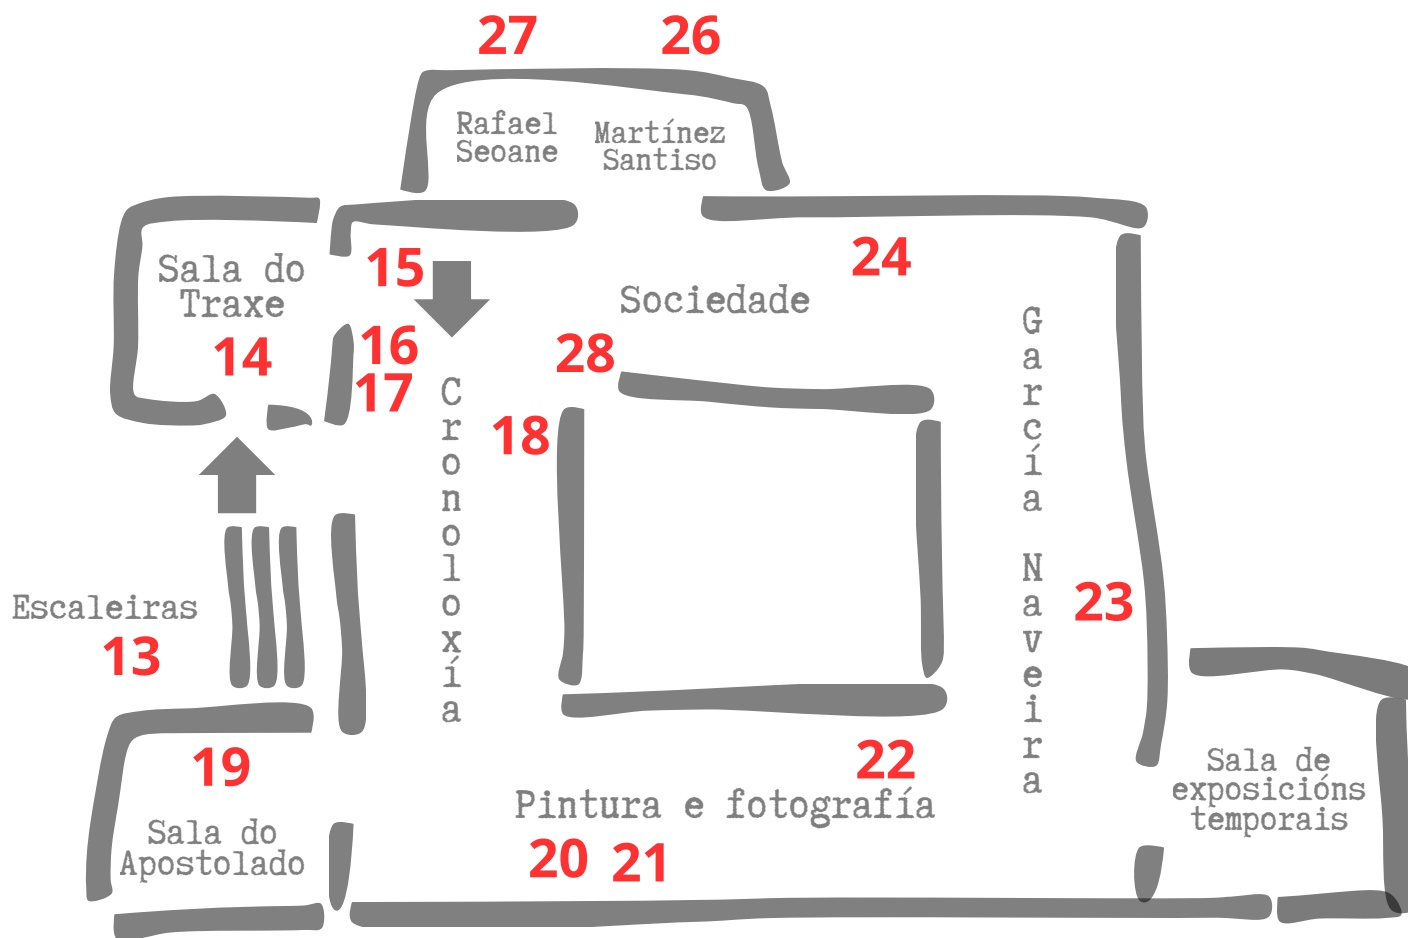 27
26
Rafael
Seoane
Martínez
Santiso
15
24
Sala do
Traxe
14
Sociedade
16
17
28
18
Cronoloxía
García Naveira
Escaleiras
13
23
19
Sala do
Apostolado
22
Pintura e fotografía
20
21
Sala de
exposicións
temporais